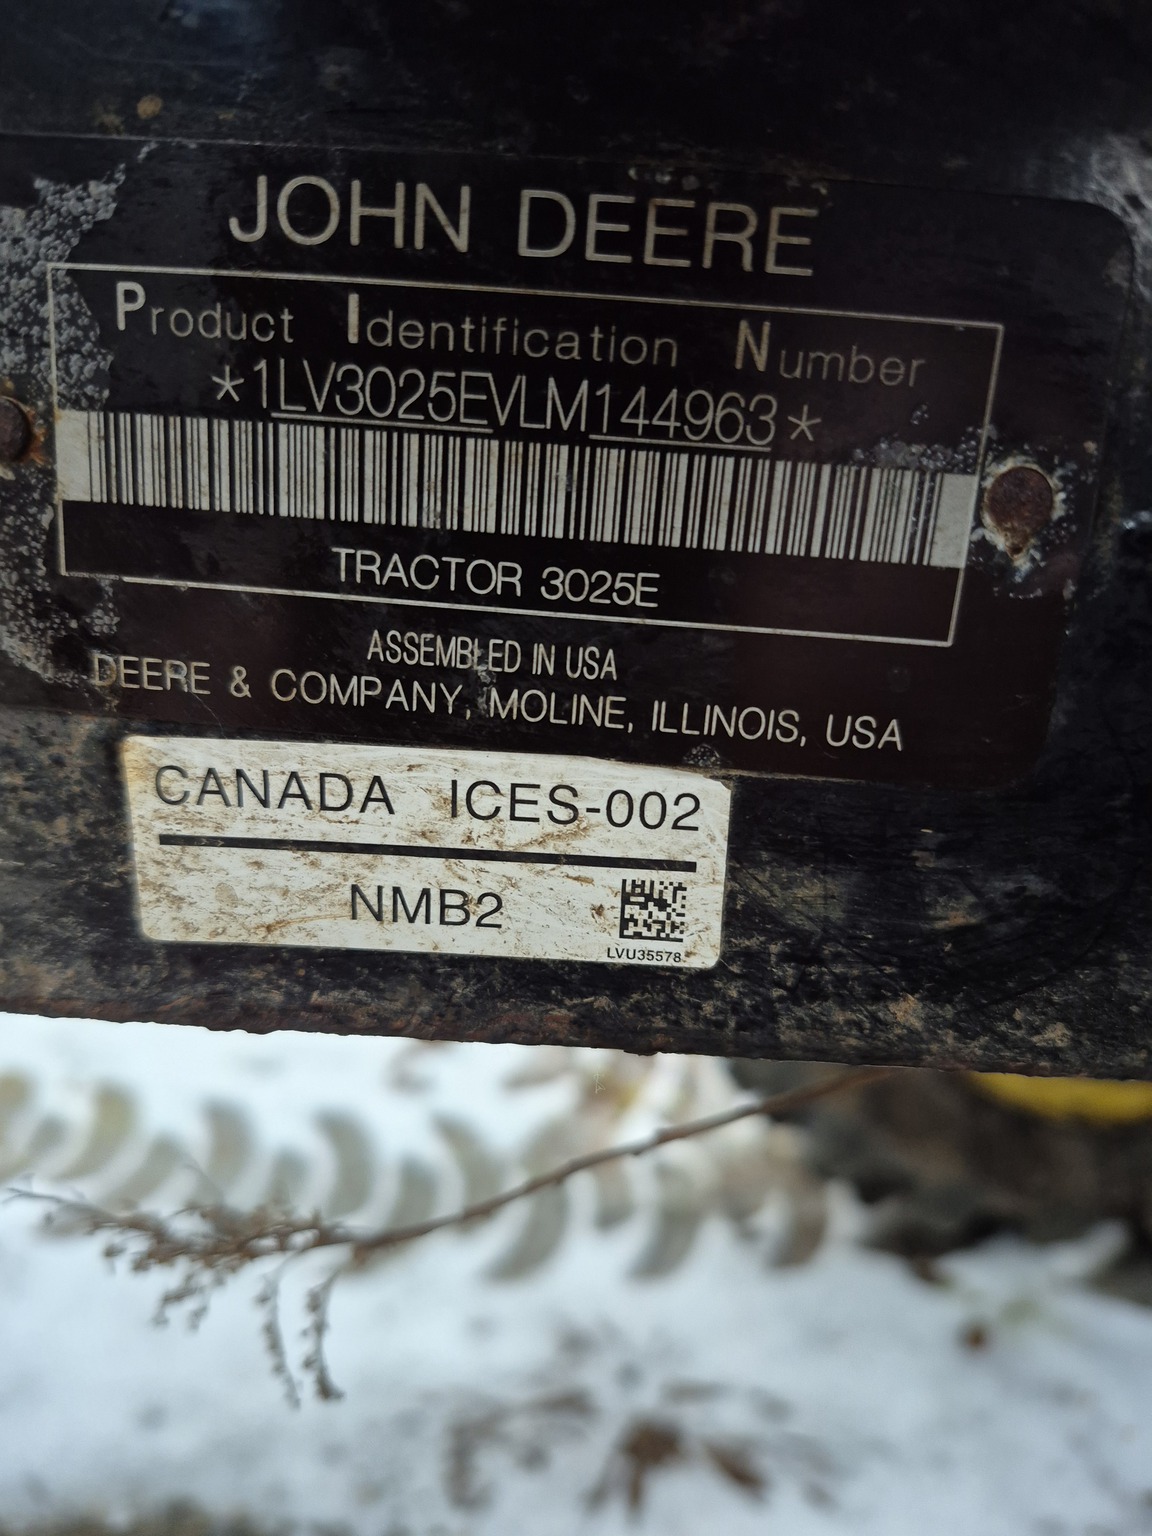 JOHN DEERE
Product Identification Number
*1LV3025EVLM144963*
TRACTOR 3025E
ASSEMBLED IN USA
DEERE & COMPANY, MOLINE, ILLINOIS, USA
CANADA ICES-002
NMB2
LVU35578